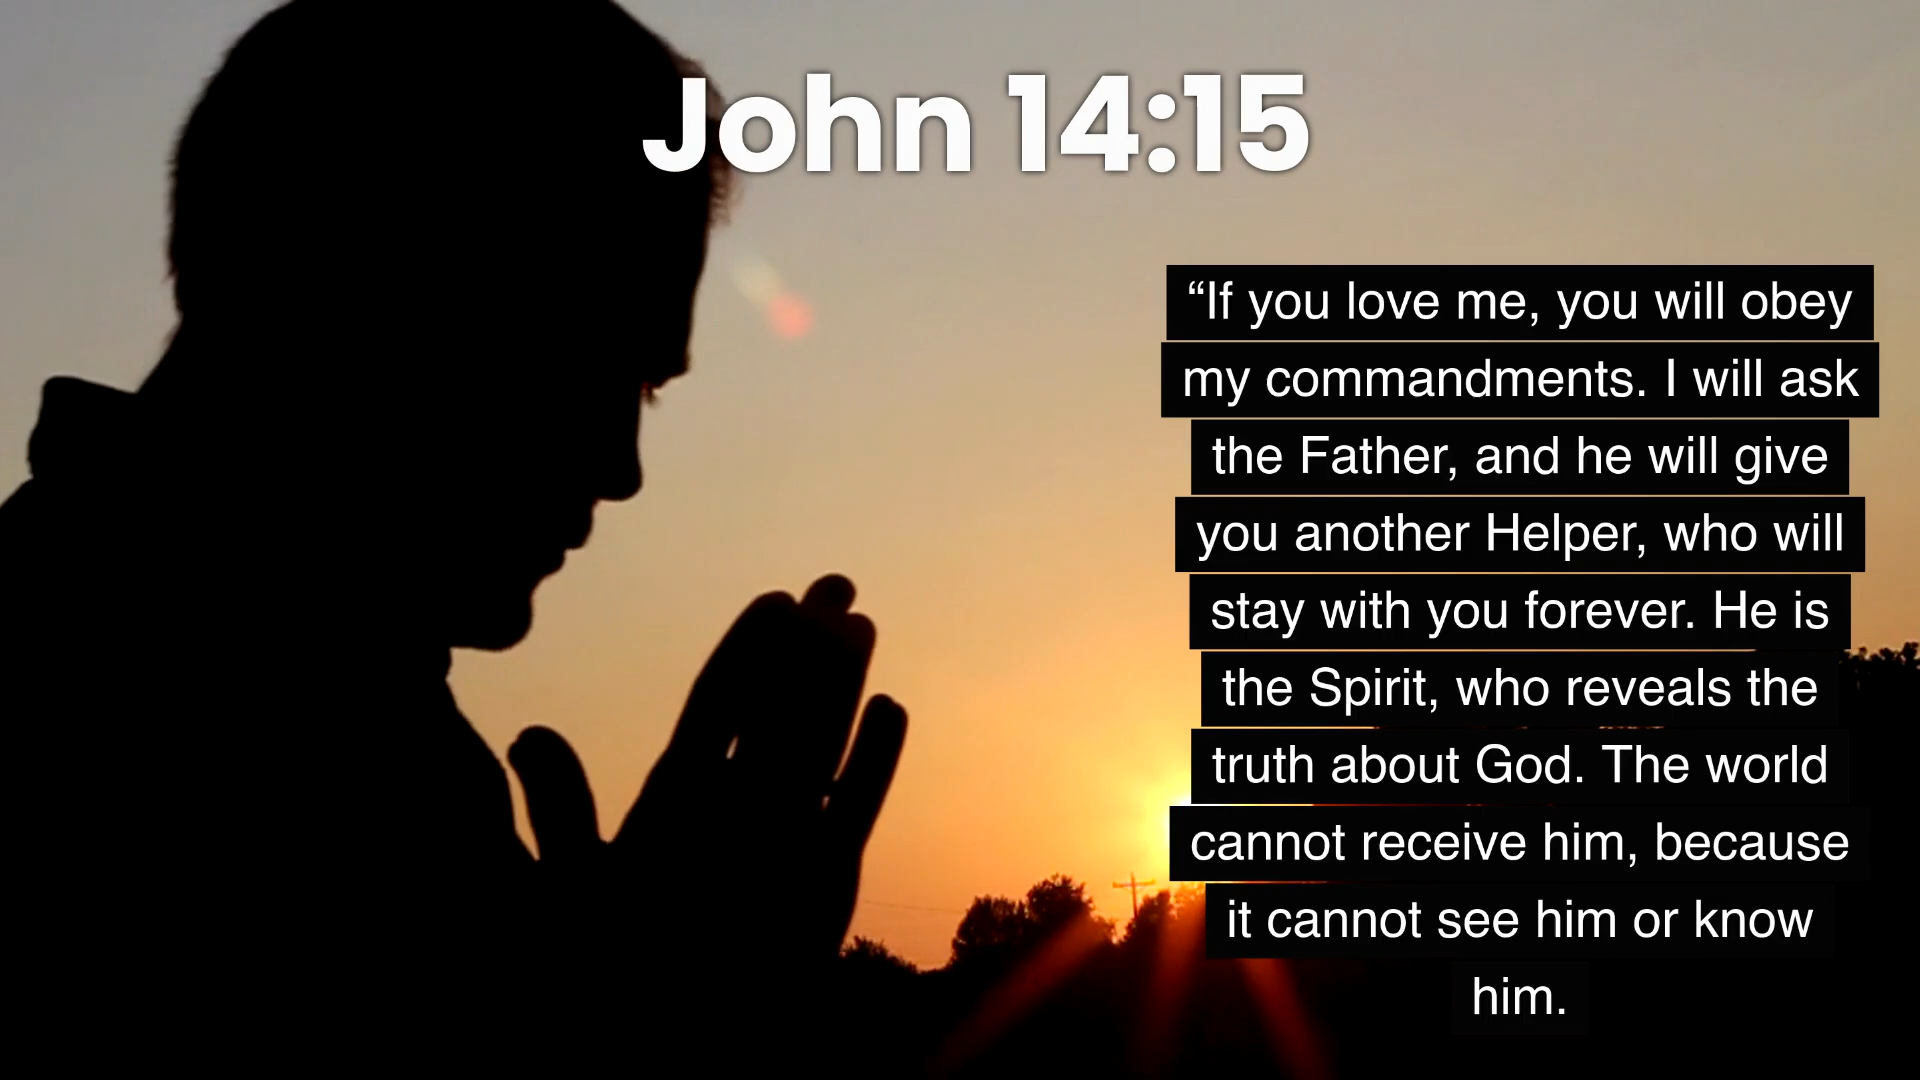 John 14:15
“If you love me, you will obey
my commandments. I will ask
the Father, and he will give
you another Helper, who will
stay with you forever. He is
the Spirit, who reveals the
truth about God. The world
cannot receive him, because
it cannot see him or know
him.